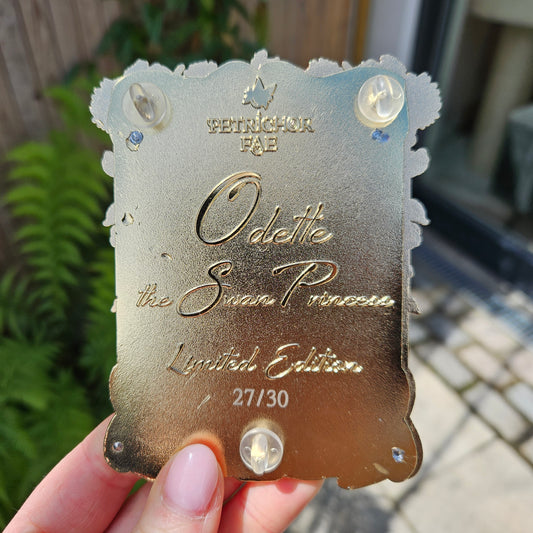 PETRICHOR
FAE
Odette
the Swan Princess
Limited Edition
27/30